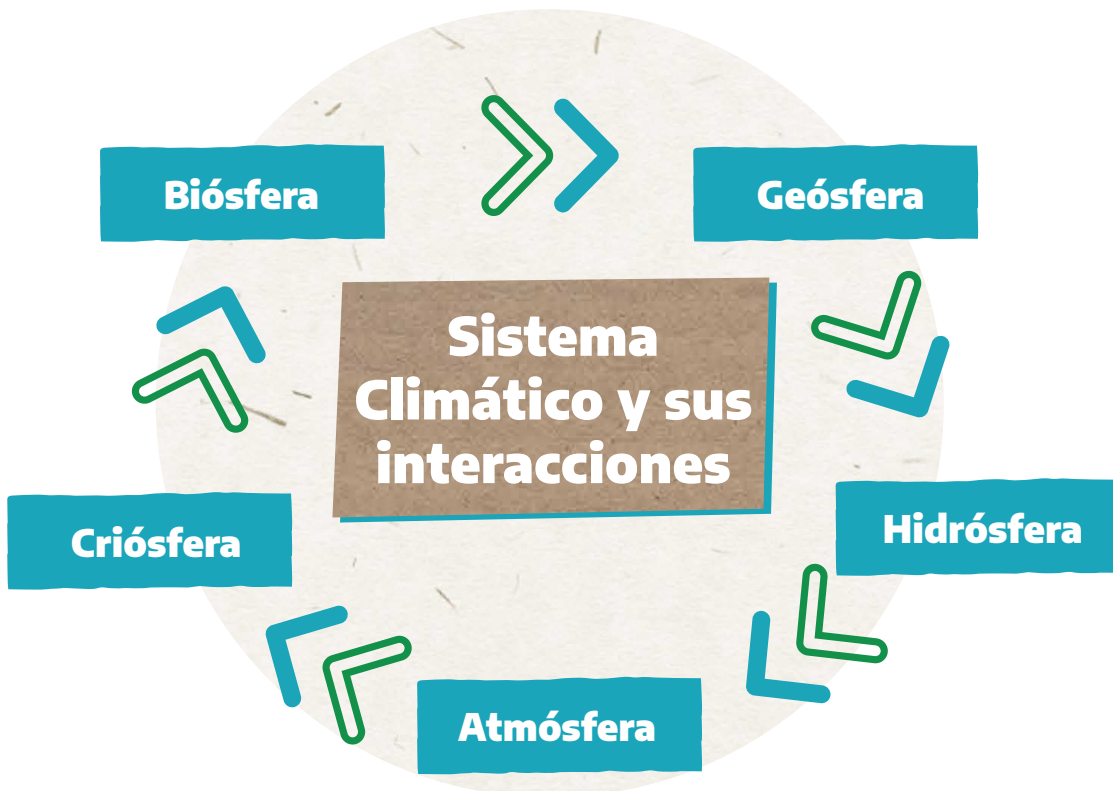 Biósfera
Geósfera
Sistema
Climático y sus
interacciones
Criósfera
Hidrósfera
Atmósfera